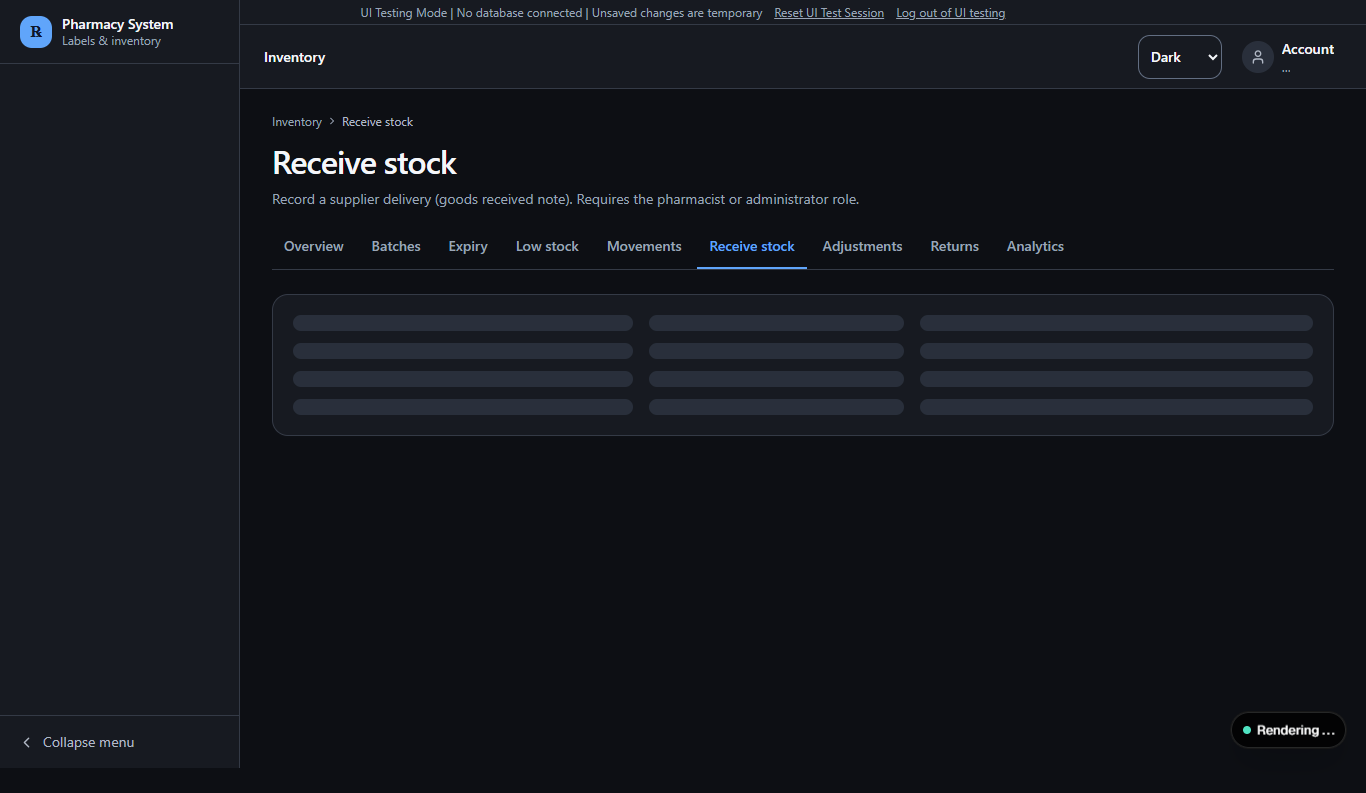 UI Testing Mode | No database connected | Unsaved changes are temporary Reset UI Test Session Log out of UI testing
Pharmacy System
Labels & inventory
Inventory
Dark
Account
...
Inventory > Receive stock
Receive stock
Record a supplier delivery (goods received note). Requires the pharmacist or administrator role.
Overview Batches Expiry Low stock Movements Receive stock Adjustments Returns Analytics
Collapse menu
Rendering ...